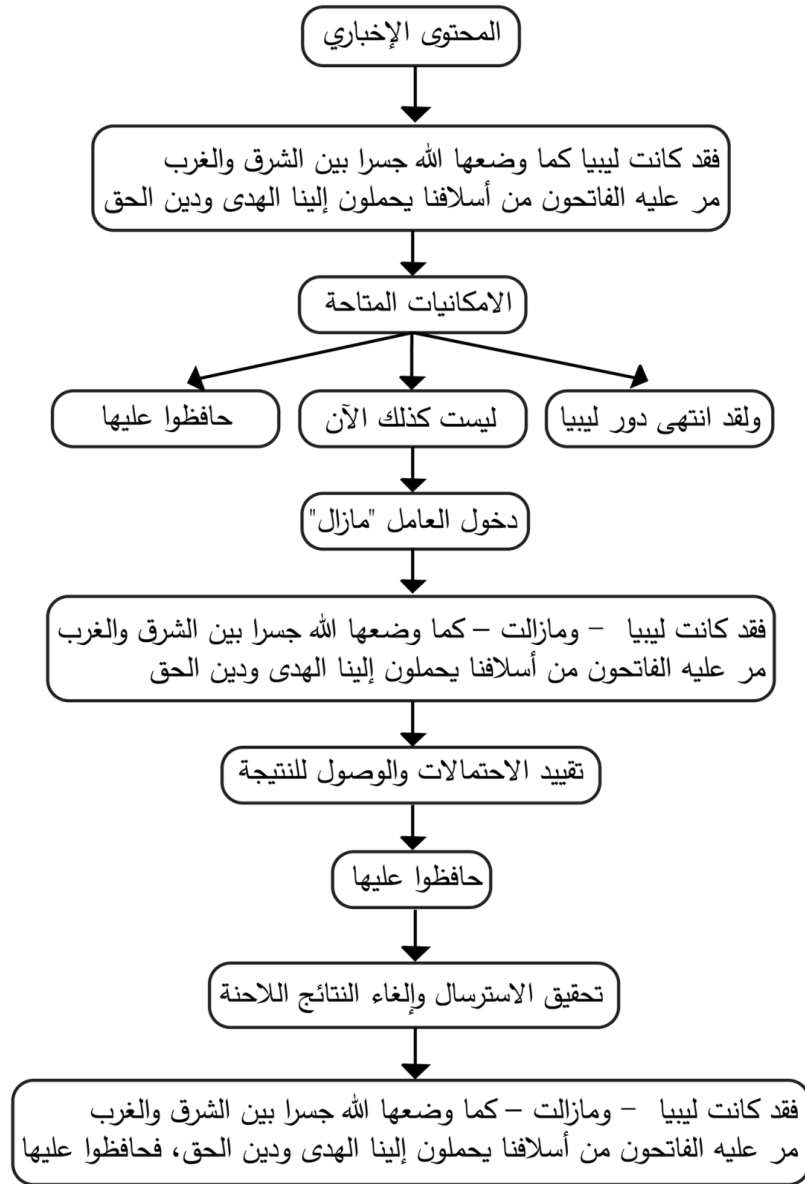 المحتوى الإخباري
فقد كانت ليبيا كما وضعها الله جسرا بين الشرق والغرب
مر عليه الفاتحون من أسلافنا يحملون إلينا الهدى ودين الحق
الامكانيات المتاحة
ولقد انتهى دور ليبيا
ليست كذلك الآن
حافظوا عليها
دخول العامل "مازال"
فقد كانت ليبيا – ومازالت – كما وضعها الله جسرا بين الشرق والغرب
مر عليه الفاتحون من أسلافنا يحملون إلينا الهدى ودين الحق
تقييد الاحتمالات والوصول للنتيجة
حافظوا عليها
تحقيق الاسترسال وإلغاء النتائج اللاحنة
فقد كانت ليبيا – ومازالت – كما وضعها الله جسرا بين الشرق والغرب
مر عليه الفاتحون من أسلافنا يحملون إلينا الهدى ودين الحق، فحافظوا عليها